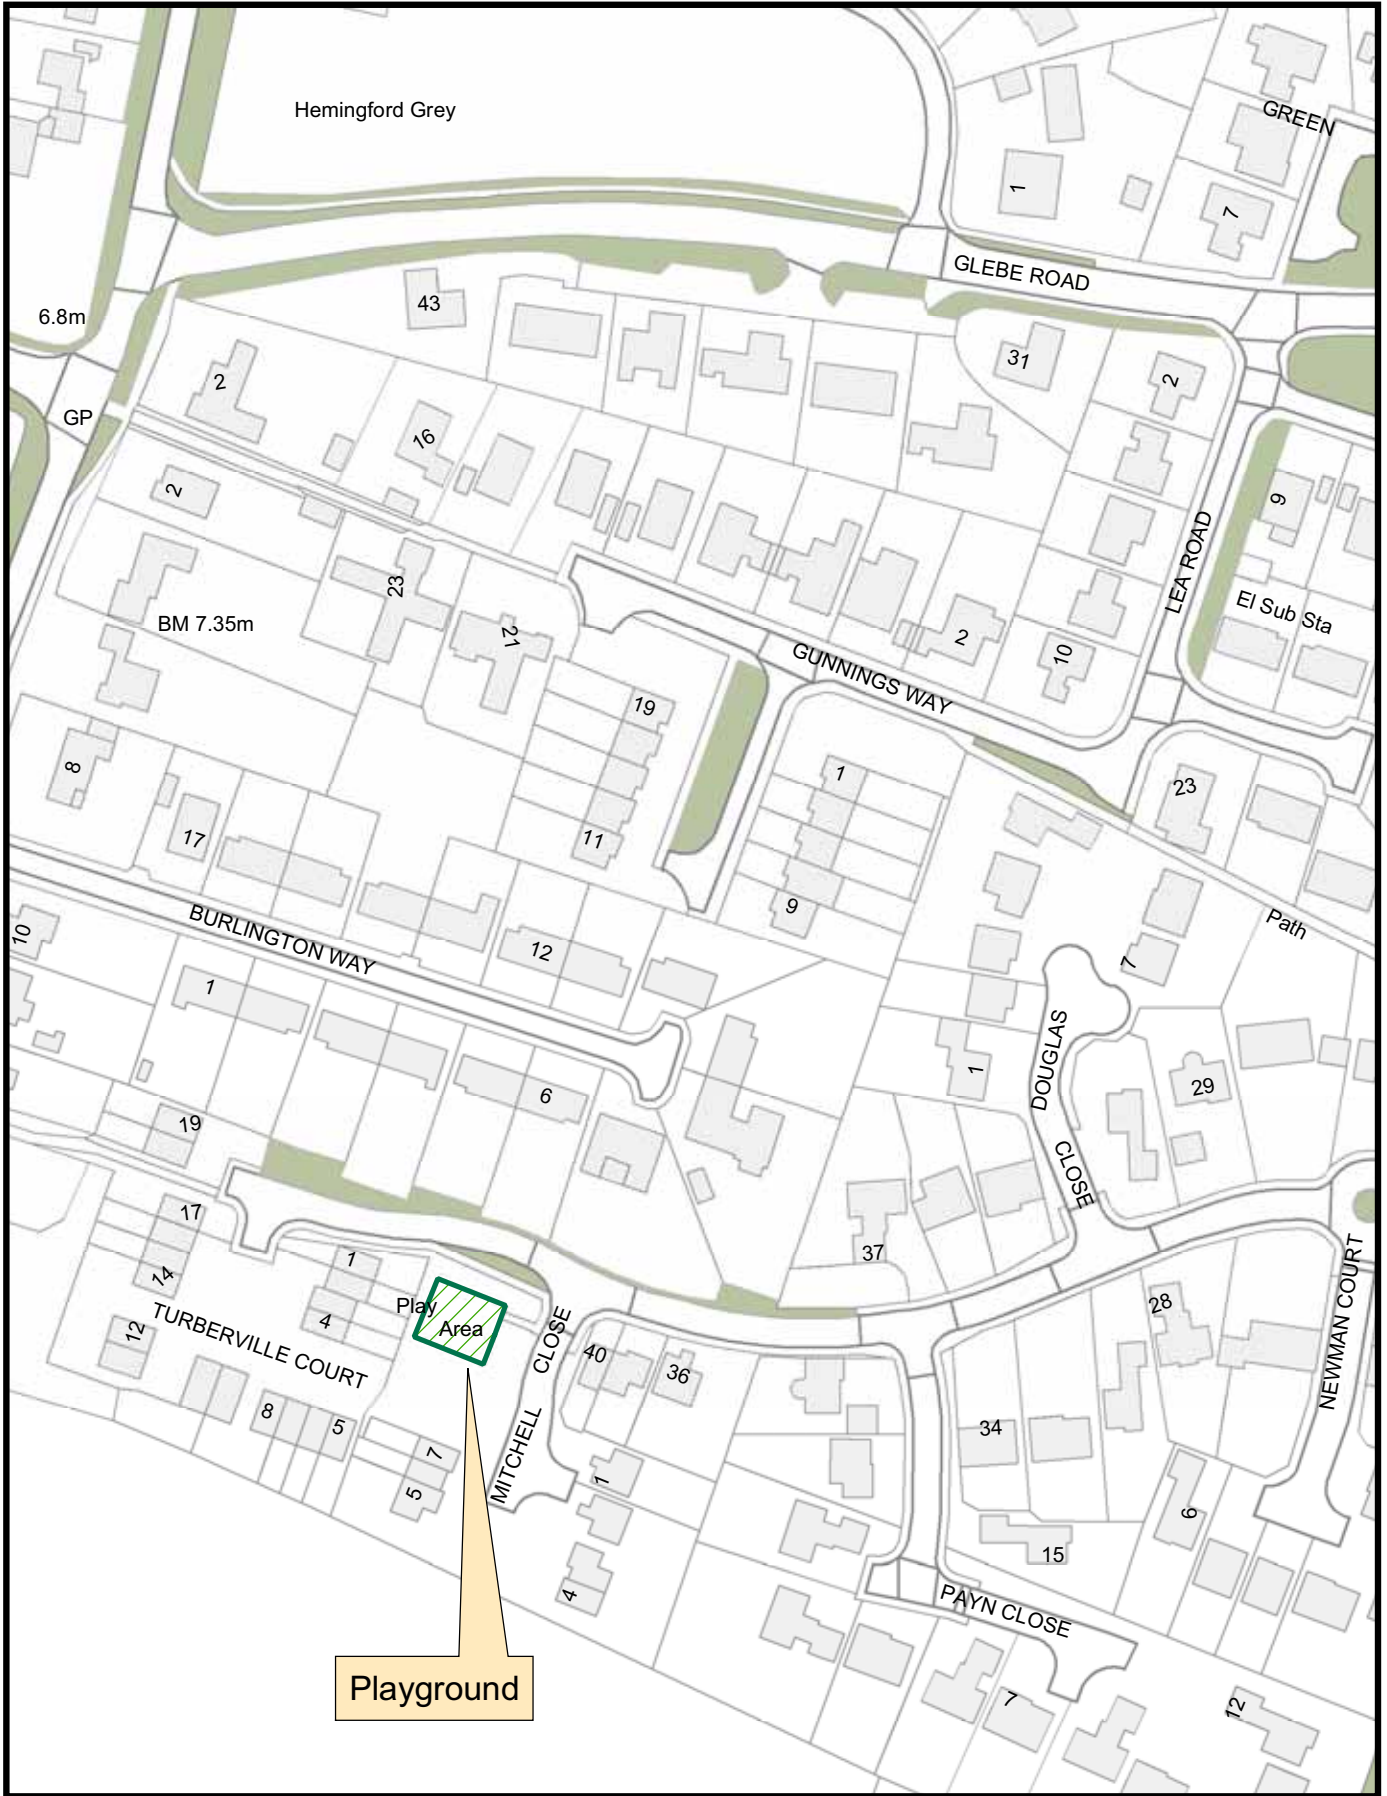 Hemingford Grey
GREEN
1
7
GLEBE ROAD
43
6.8m
31
2
2
GP
16
2
9
LEA ROAD
23
El Sub Sta
BM 7.35m
21
2
10
GUNNINGS WAY
19
8
1
23
17
11
9
Path
BURLINGTON WAY
10
12
7
1
DOUGLAS
CLOSE
1
29
6
19
17
37
14
1
NEWMAN COURT
Play
Area
28
TURBERVILLE COURT
4
12
MITCHELL
CLOSE
40
36
8
5
34
7
5
1
6
15
4
PAYN CLOSE
Playground
7
12